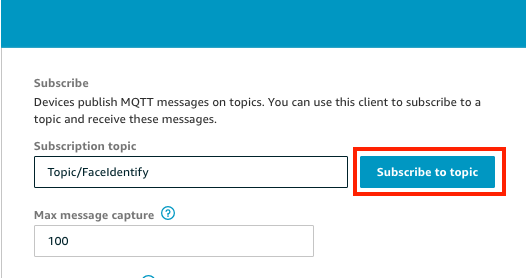 Subscribe
Devices publish MQTT messages on topics. You can use this client to subscribe to a
topic and receive these messages.
Subscription topic
Topic/FaceIdentify
Subscribe to topic
Max message capture ?
100